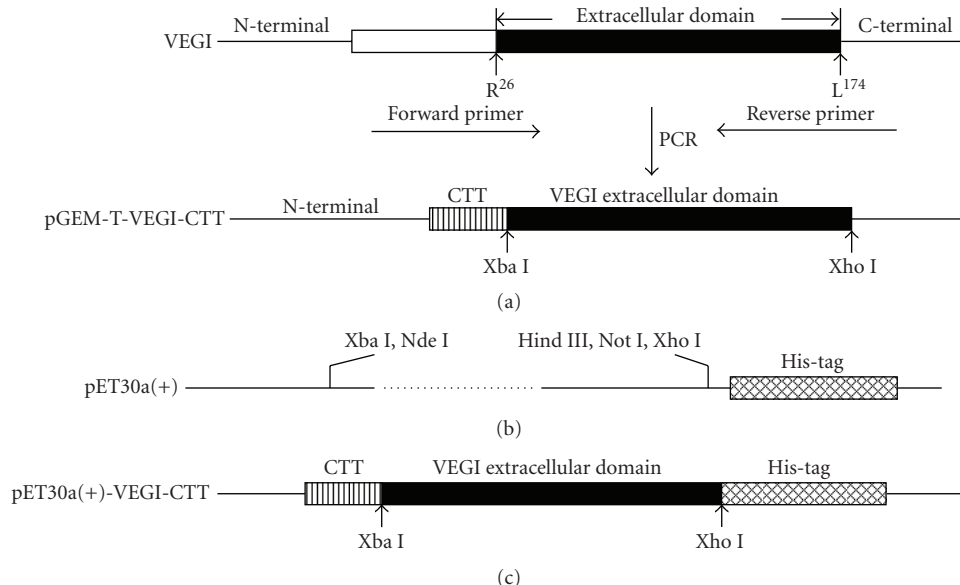 Extracellular domain
N-terminal
C-terminal
VEGI
R26
L174
Forward primer
Reverse primer
PCR
CTT
VEGI extracellular domain
N-terminal
pGEM-T-VEGI-CTT
Xba I
Xho I
(a)
Xba I, Nde I
Hind III, Not I, Xho I
His-tag
pET30a(+)
(b)
CTT
VEGI extracellular domain
His-tag
pET30a(+)-VEGI-CTT
Xba I
Xho I
(c)